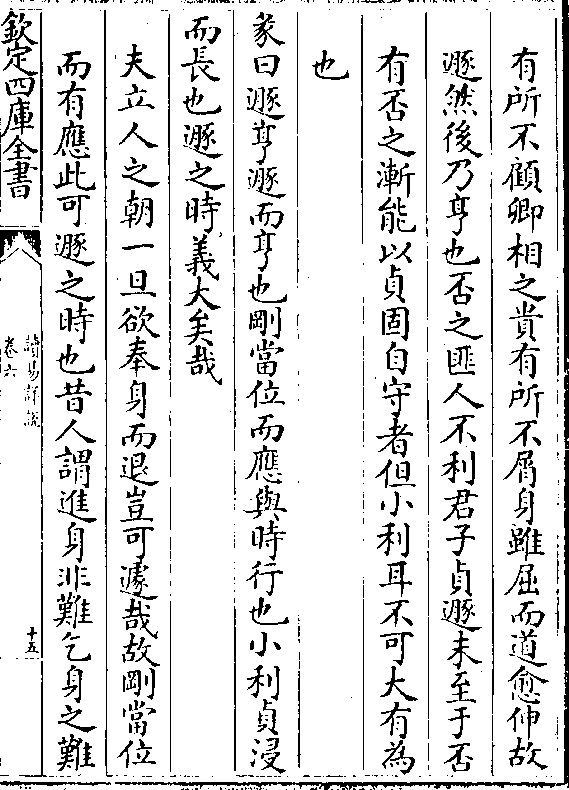 有所不顧卿相之貴有所不屑身雖屈而道愈伸故
遯然後乃亨也否之匪人不利君子貞遯未至于否
有否之漸能以貞固自守者但小利耳不可大有為
也
彖曰遯亨遯而亨也剛當位而應與時行也小利貞浸
而長也遯之時義大矣哉
夫立人之朝一旦欲奉身而退豈可遽哉故剛當位
而有應此可遯之時也昔人謂進身非難乞身之難
欽定四庫全書
讀易詳說
卷六
十五